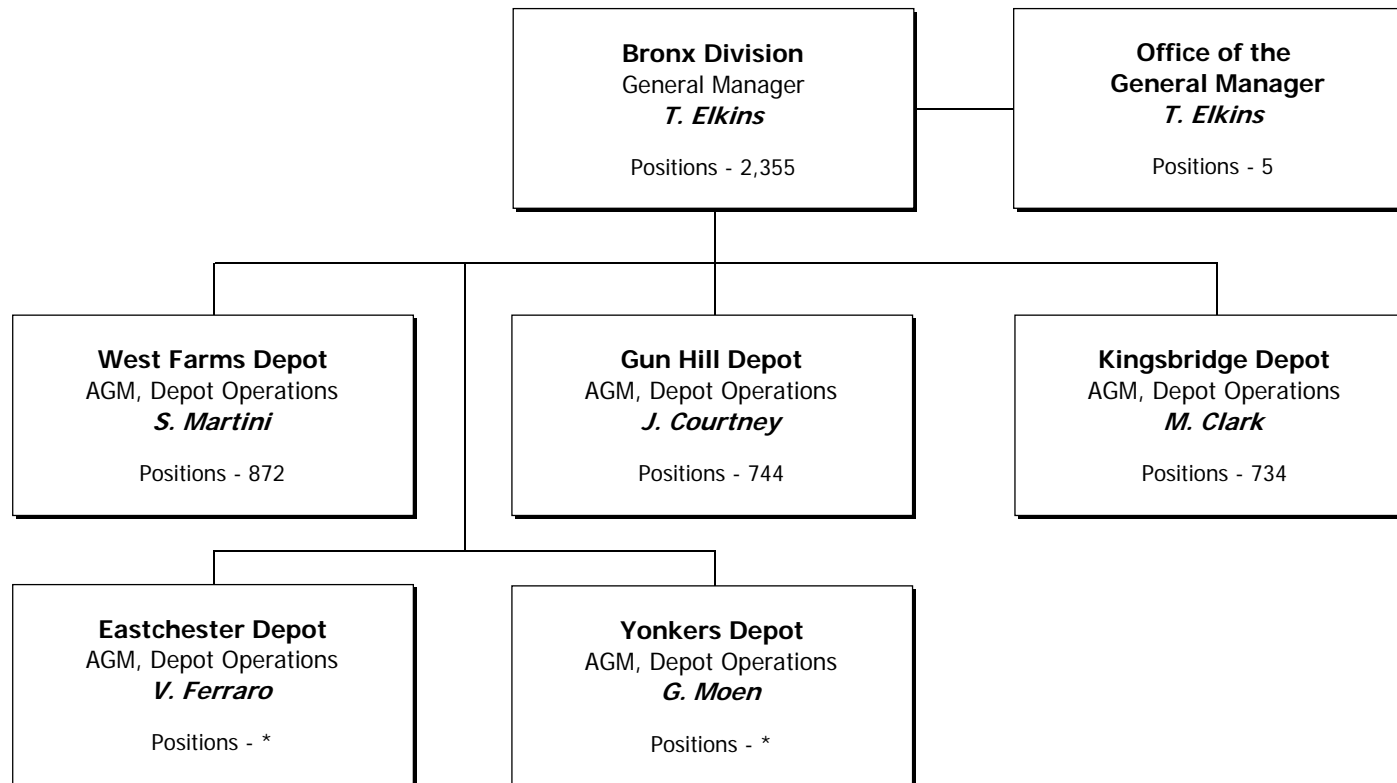 Bronx Division
General Manager
T. Elkins
Positions - 2,355
Office of the
General Manager
T. Elkins
Positions - 5
West Farms Depot
AGM, Depot Operations
S. Martini
Positions - 872
Gun Hill Depot
AGM, Depot Operations
J. Courtney
Positions - 744
Kingsbridge Depot
AGM, Depot Operations
M. Clark
Positions - 734
Eastchester Depot
AGM, Depot Operations
V. Ferraro
Positions - *
Yonkers Depot
AGM, Depot Operations
G. Moen
Positions - *